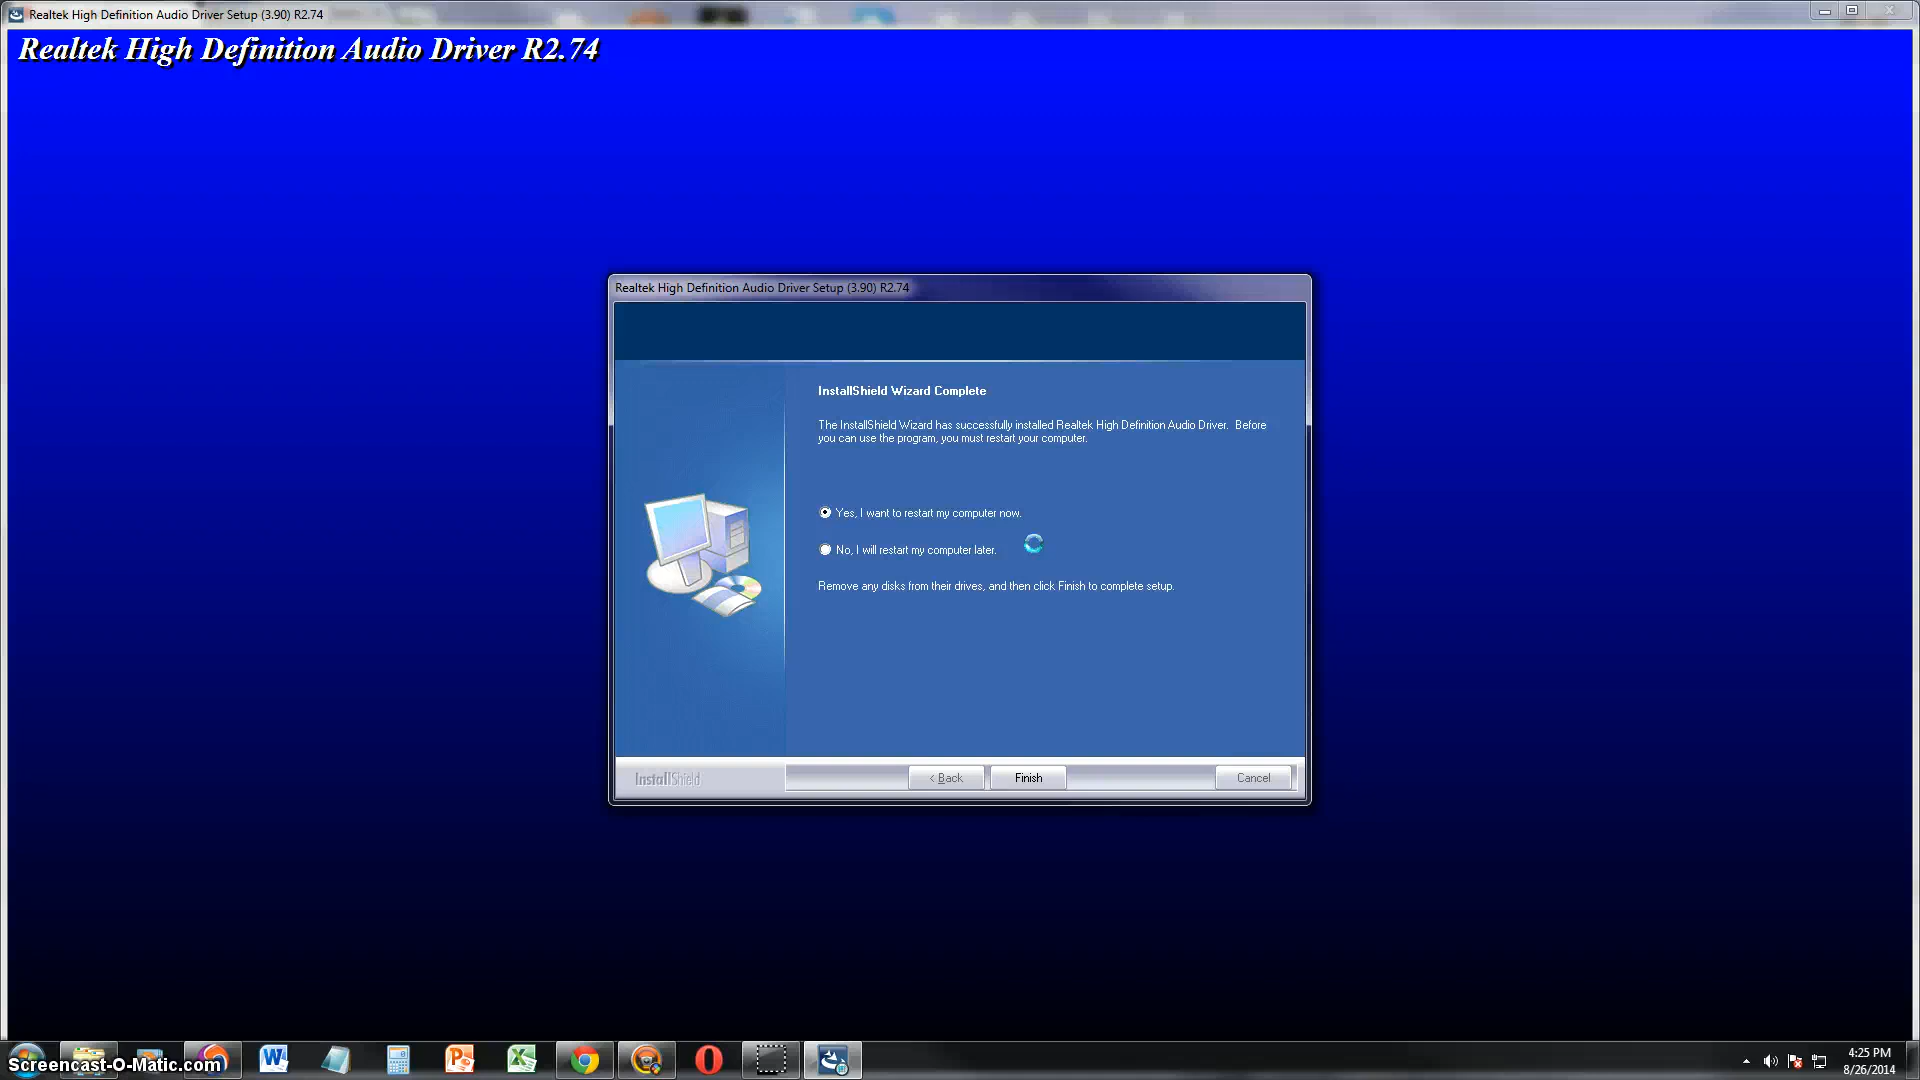 Realtek High Definition Audio Driver Setup (3.90) R2.74
Realtek High Definition Audio Driver R2.74
Realtek High Definition Audio Driver Setup (3.90) R2.74
InstallShield Wizard Complete
The InstallShield Wizard has successfully installed Realtek High Definition Audio Driver. Before
you can use the program, you must restart your computer.
Yes, I want to restart my computer now.
No, I will restart my computer later.
Remove any disks from their drives, and then click Finish to complete setup.
InstallShield
< Back
Finish
Cancel
Screencast-O-Matic.com
4:25 PM
8/26/2014